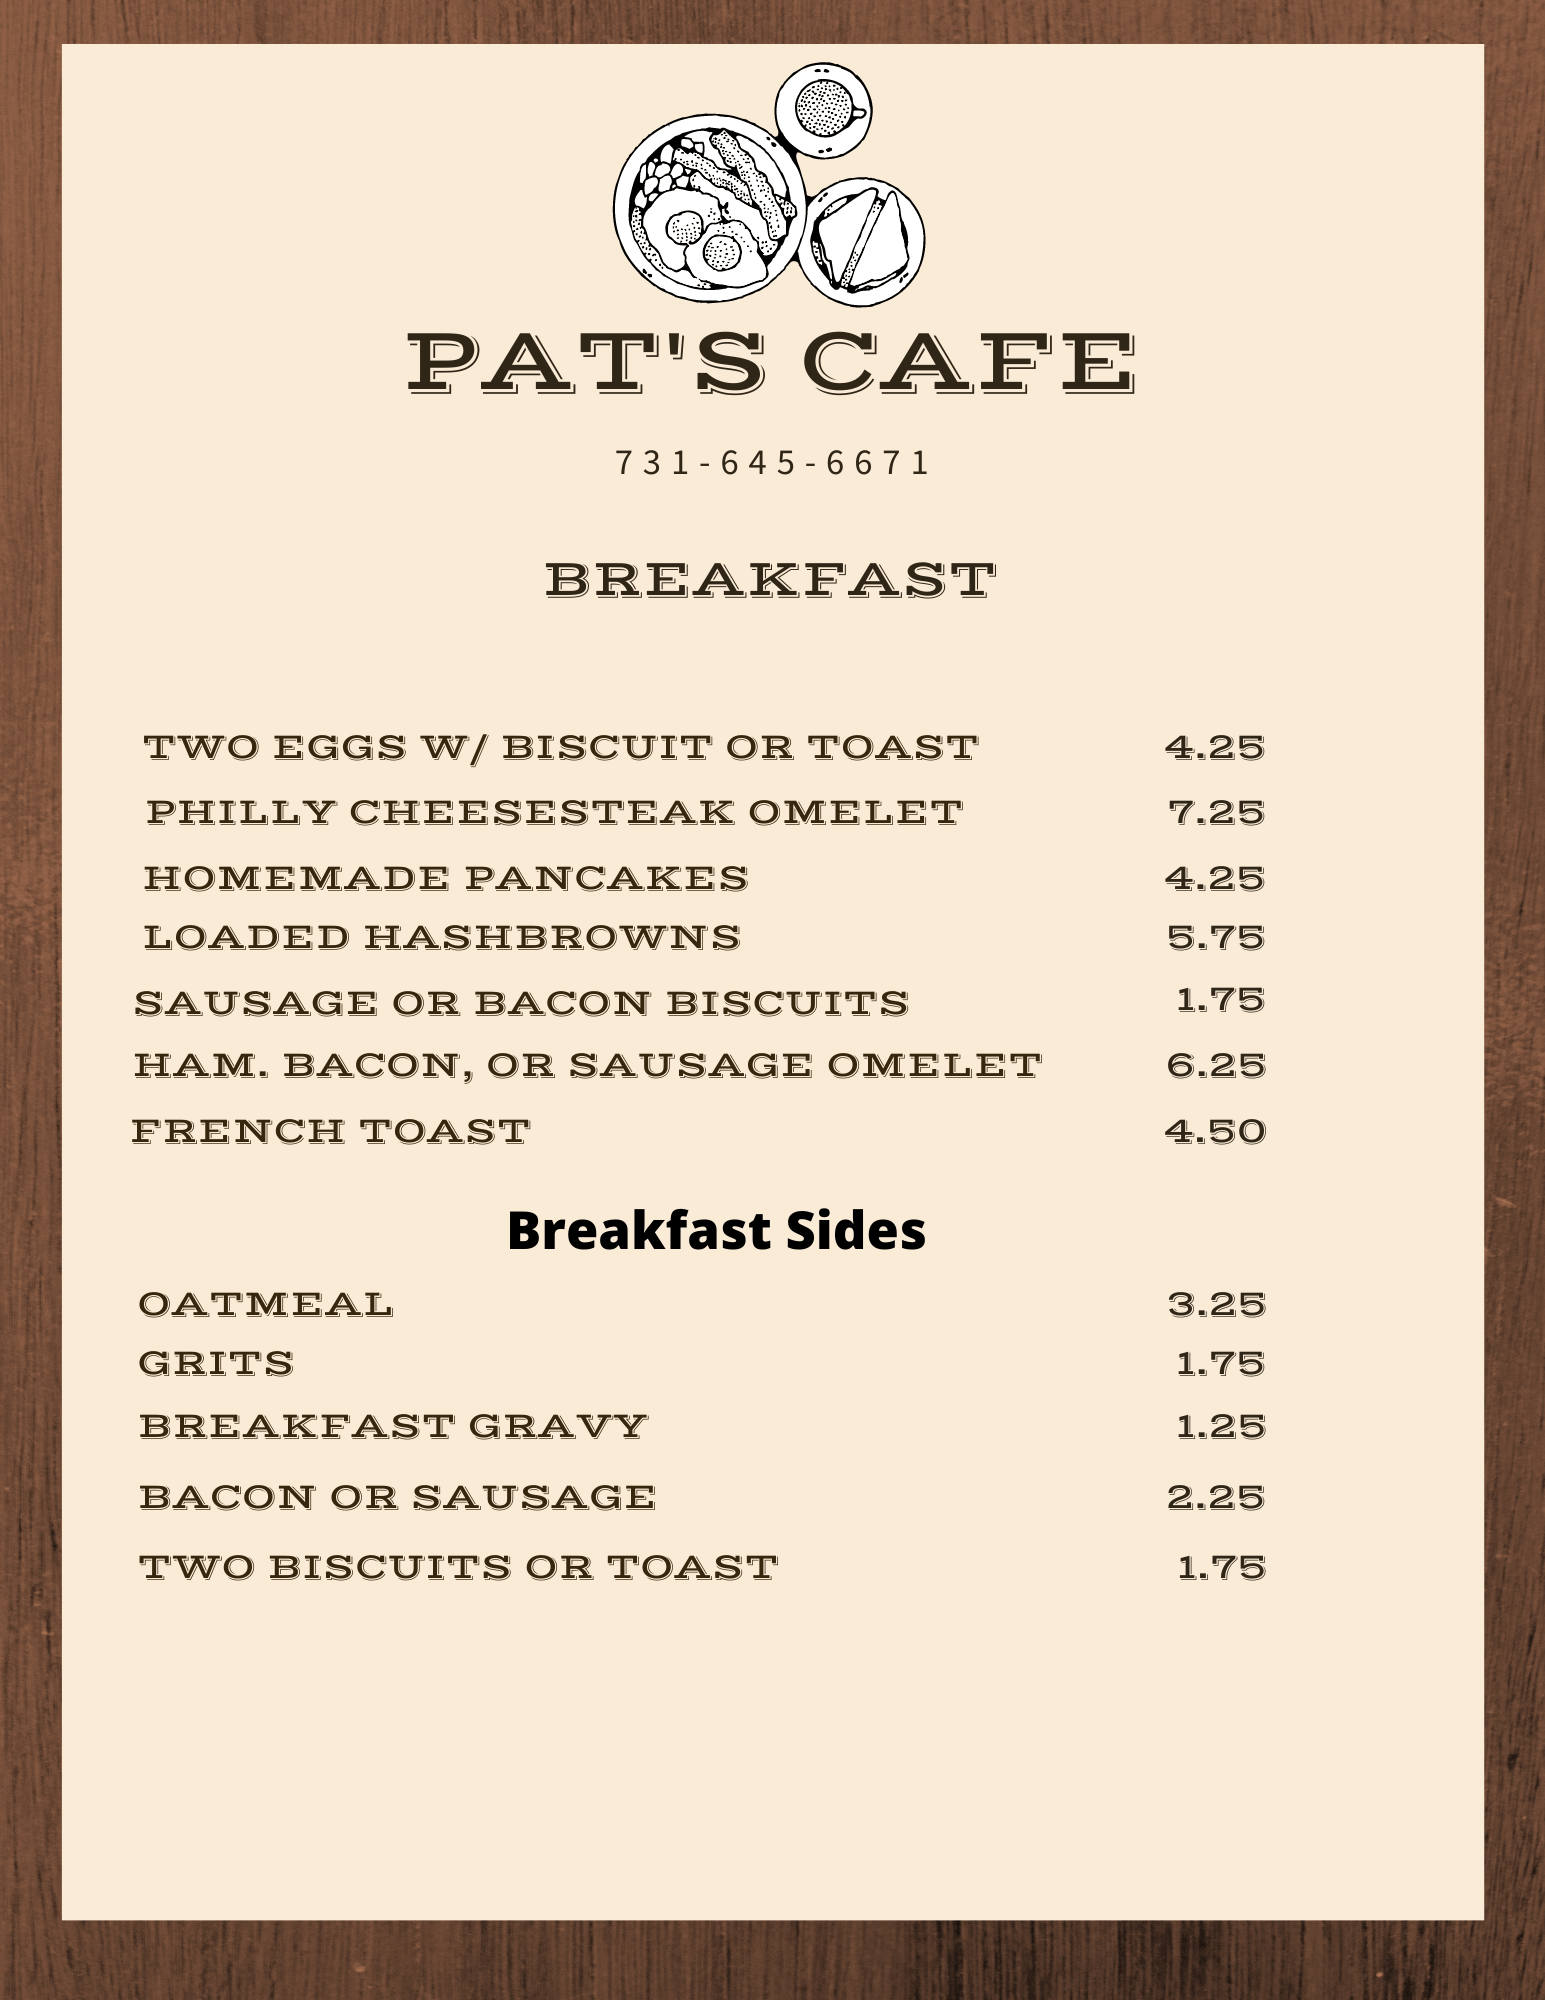 PAT'S CAFE
731-645-6671
BREAKFAST
TWO EGGS W/ BISCUIT OR TOAST 4.25
PHILLY CHEESESTEAK OMELET 7.25
HOMEMADE PANCAKES 4.25
LOADED HASHBROWNS 5.75
SAUSAGE OR BACON BISCUITS 1.75
HAM. BACON, OR SAUSAGE OMELET 6.25
FRENCH TOAST 4.50
Breakfast Sides
OATMEAL 3.25
GRITS 1.75
BREAKFAST GRAVY 1.25
BACON OR SAUSAGE 2.25
TWO BISCUITS OR TOAST 1.75